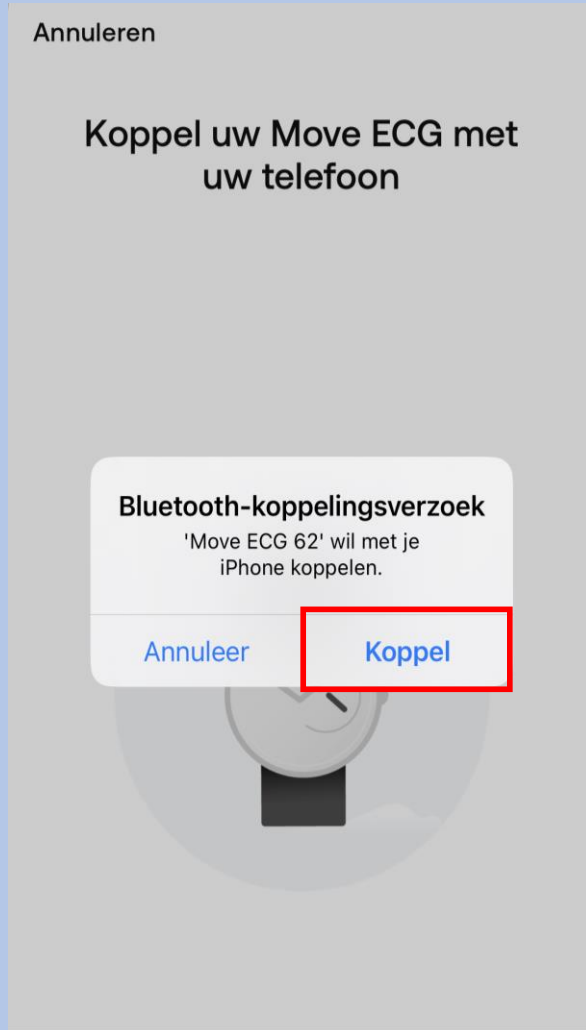 Annuleren
Koppel uw Move ECG met
uw telefoon
Bluetooth-koppelingsverzoek
'Move ECG 62' wil met je
iPhone koppelen.
Annuleer
Koppel